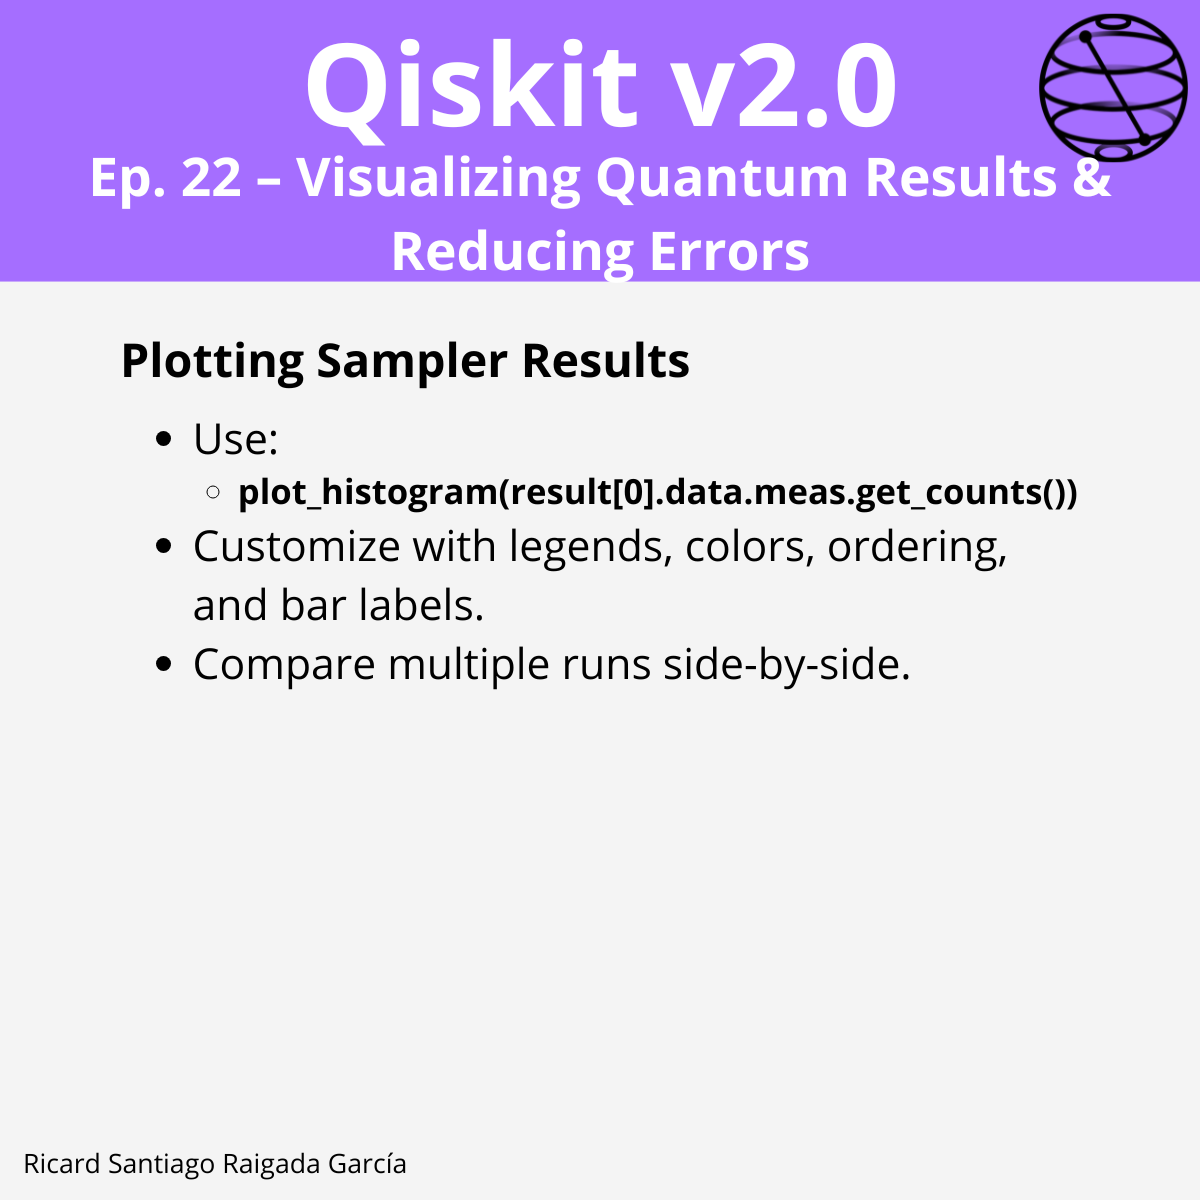 Qiskit v2.0
Ep. 22 – Visualizing Quantum Results &
Reducing Errors
Plotting Sampler Results
Use:
plot_histogram(result[0].data.meas.get_counts())
Customize with legends, colors, ordering,
and bar labels.
Compare multiple runs side-by-side.
Ricard Santiago Raigada García